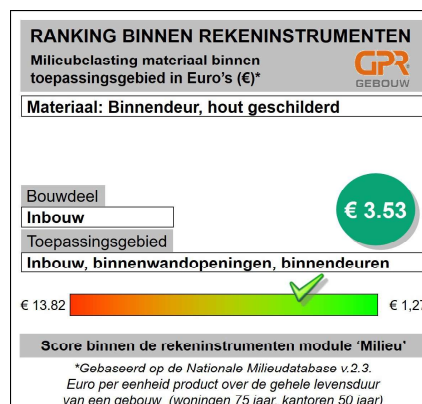 RANKING BINNEN REKENINSTRUMENTEN
Milieubelasting materiaal binnen
toepassingsgebied in Euro's (€)*
GPR
GEBOUW
Materiaal: Binnendeur, hout geschilderd
Bouwdeel
Inbouw
€ 3.53
Toepassingsgebied
Inbouw, binnenwandopeningen, binnendeuren
€ 13.82
€ 1,27
Score binnen de rekeninstrumenten module 'Milieu'
*Gebaseerd op de Nationale Milieudatabase v.2.3.
Euro per eenheid product over de gehele levensduur
van een gebouw (woningen 75 jaar, kantoren 50 jaar)